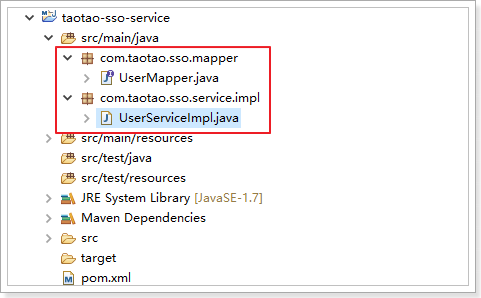 taotao-sso-service
src/main/java
com.taotao.sso.mapper
UserMapper.java
com.taotao.sso.service.impl
UserServiceImpl.java
src/main/resources
src/test/java
src/test/resources
JRE System Library [JavaSE-1.7]
Maven Dependencies
src
target
pom.xml